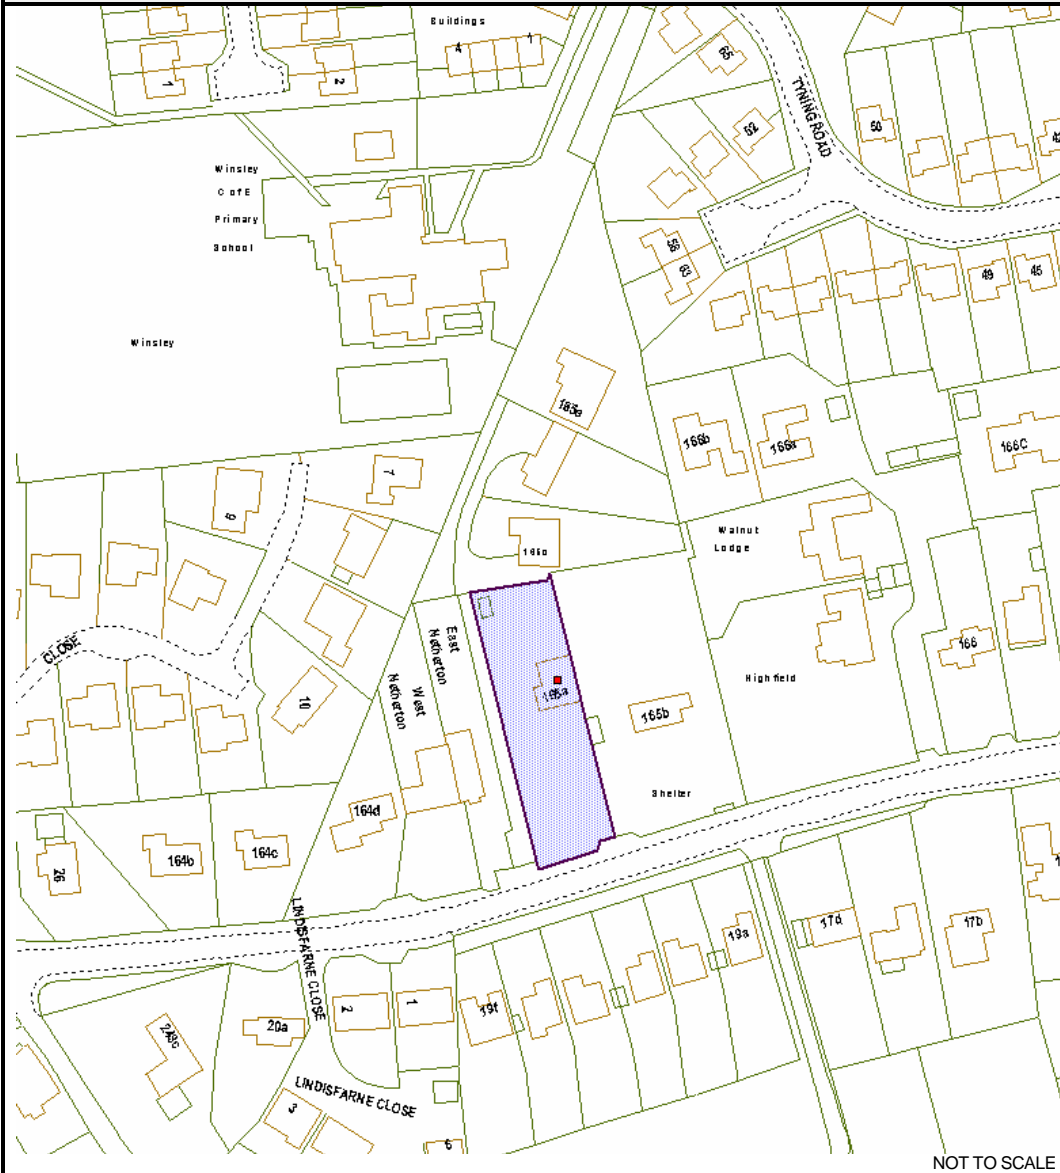 Buildings
4
1
1
2
65
TYNING ROAD
62
50
Winsley
C of E
Primary
School
58
63
49
45
Winsley
165e
166b
166a
166C
7
9
Walnut
Lodge
165c
CLOSE
East
Netherton
West
Netherton
166
10
165a
Highfield
165b
Shelter
164d
164b
164c
26
LINDISFARNE CLOSE
19a
17d
17b
2
1
19f
20a
LINDISFARNE CLOSE
3
6
NOT TO SCALE